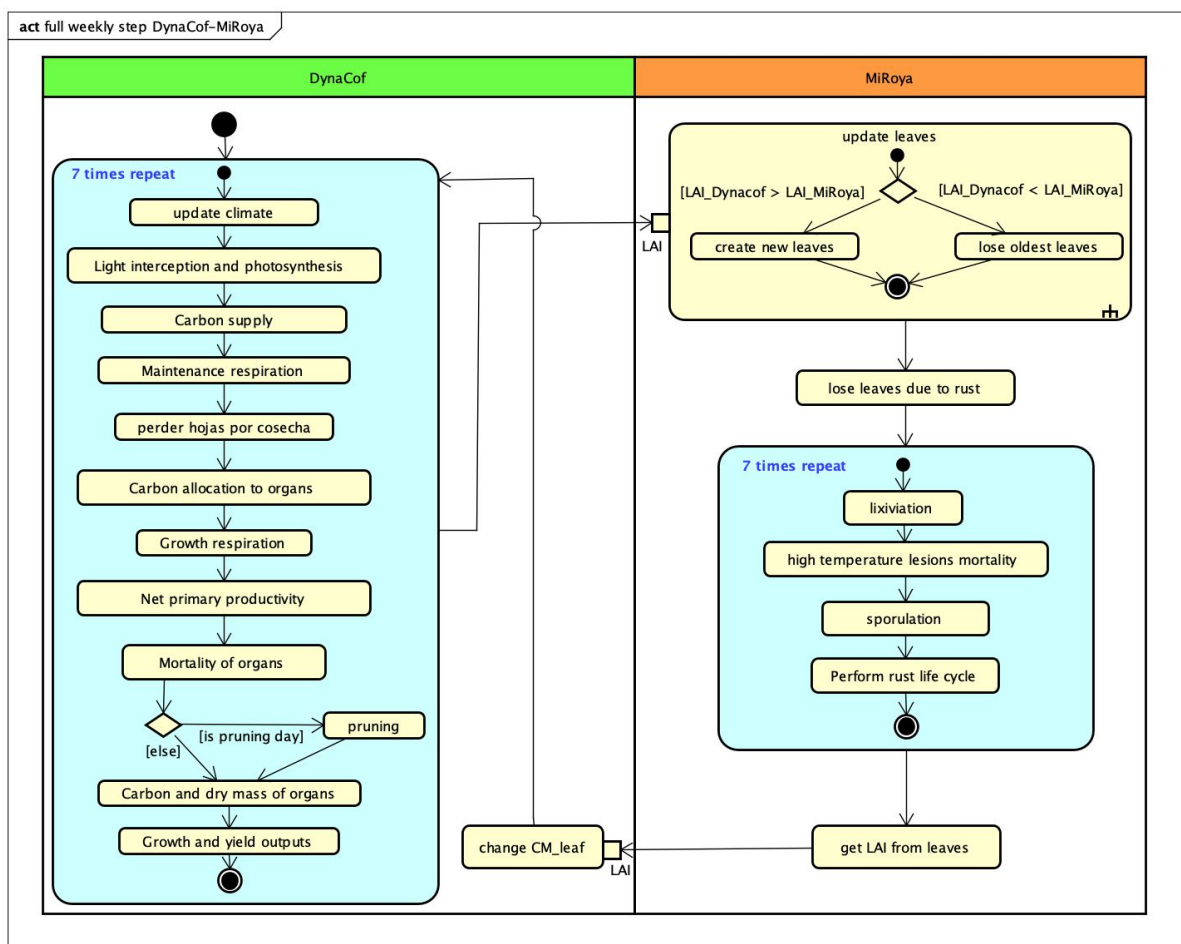 act full weekly step DynaCof-MiRoya
DynaCof
MiRoya
7 times repeat
update climate
Light interception and photosynthesis
Carbon supply
Maintenance respiration
perder hojas por cosecha
Carbon allocation to organs
Growth respiration
Net primary productivity
Mortality of organs
[is pruning day]
pruning
[else]
Carbon and dry mass of organs
Growth and yield outputs
change CM_leaf
LAI
update leaves
[LAI_Dynacof > LAI_MiRoya]
[LAI_Dynacof < LAI_MiRoya]
LAI
create new leaves
lose oldest leaves
lose leaves due to rust
7 times repeat
lixiviation
high temperature lesions mortality
sporulation
Perform rust life cycle
get LAI from leaves